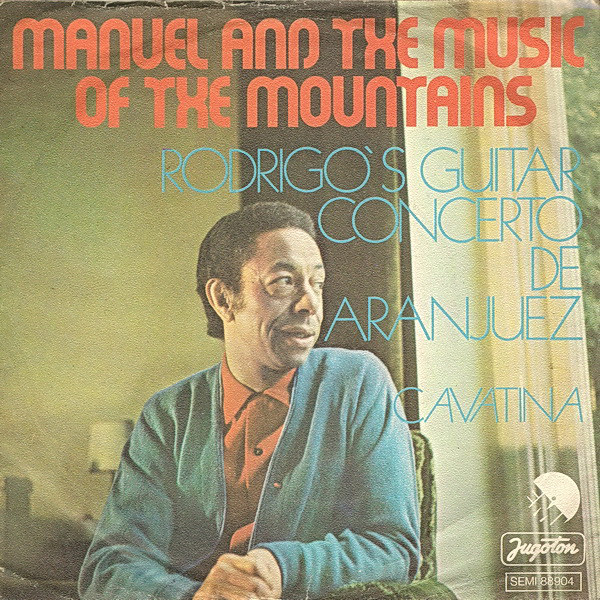 MANUEL AND THE MUSIC
OF THE MOUNTAINS
RODRIGO`S GUITAR
CONCERTO
DE
ARANJUEZ
CAVATINA
Jugoton
SEMI 88904